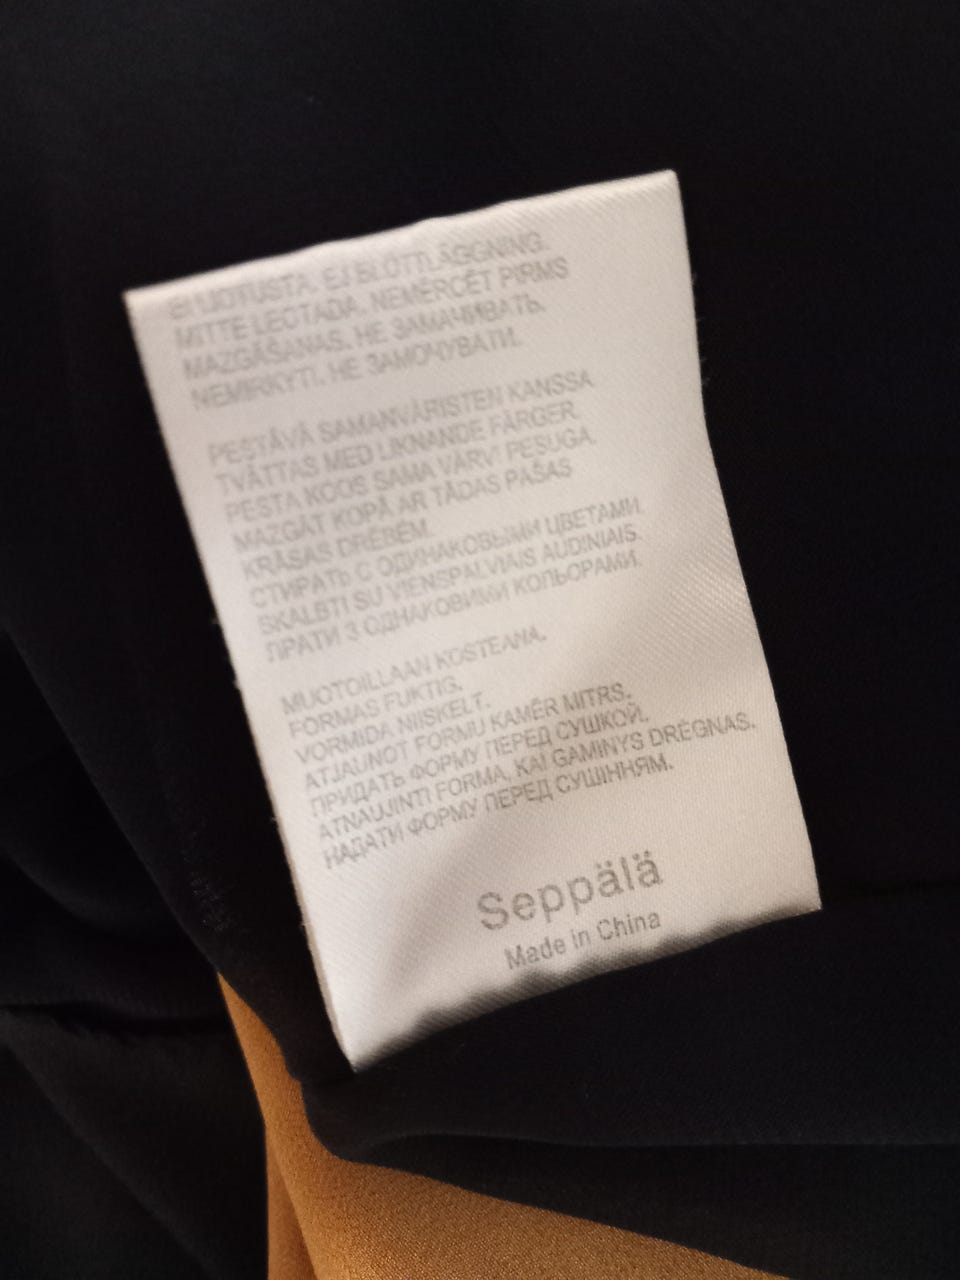 EI LIOTUSTA. EJ BLÖTTLÄGGNING.
MITTE LEOTADA. NEMĒRCĒT PIRMS
MAZGĀŠANAS. НЕ ЗАМАЧИВАТЬ.
NEMIRKYTI. НЕ ЗАМОЧУВАТИ.
PESTÄVÄ SAMANVÄRISTEN KANSSA.
TVÄTTAS MED LIKNANDE FÄRGER.
PESTA KOOS SAMA VÄRVI PESUGA.
MAZGĀT KOPĀ AR TĀDAS PAŠAS
KRĀSAS DRĒBĒM.
СТИРАТЬ С ОДИНАКОВЫМИ ЦВЕТАМИ.
SKALBTI SU VIENSPALVIAIS AUDINIAIS.
ПРАТИ З ОДНАКОВИМИ КОЛЬОРАМИ.
MUOTOILLAAN KOSTEANA.
FORMAS FUKTIG.
VORMIDA NIISKELT.
ATJAUNOT FORMU KAMĒR MITRS.
ПРИДАТЬ ФОРМУ ПЕРЕД СУШКОЙ.
ATNAUJINTI FORMĄ, KAI GAMINYS DRĖGNAS.
НАДАТИ ФОРМУ ПЕРЕД СУШІННЯМ.
Seppälä
Made in China